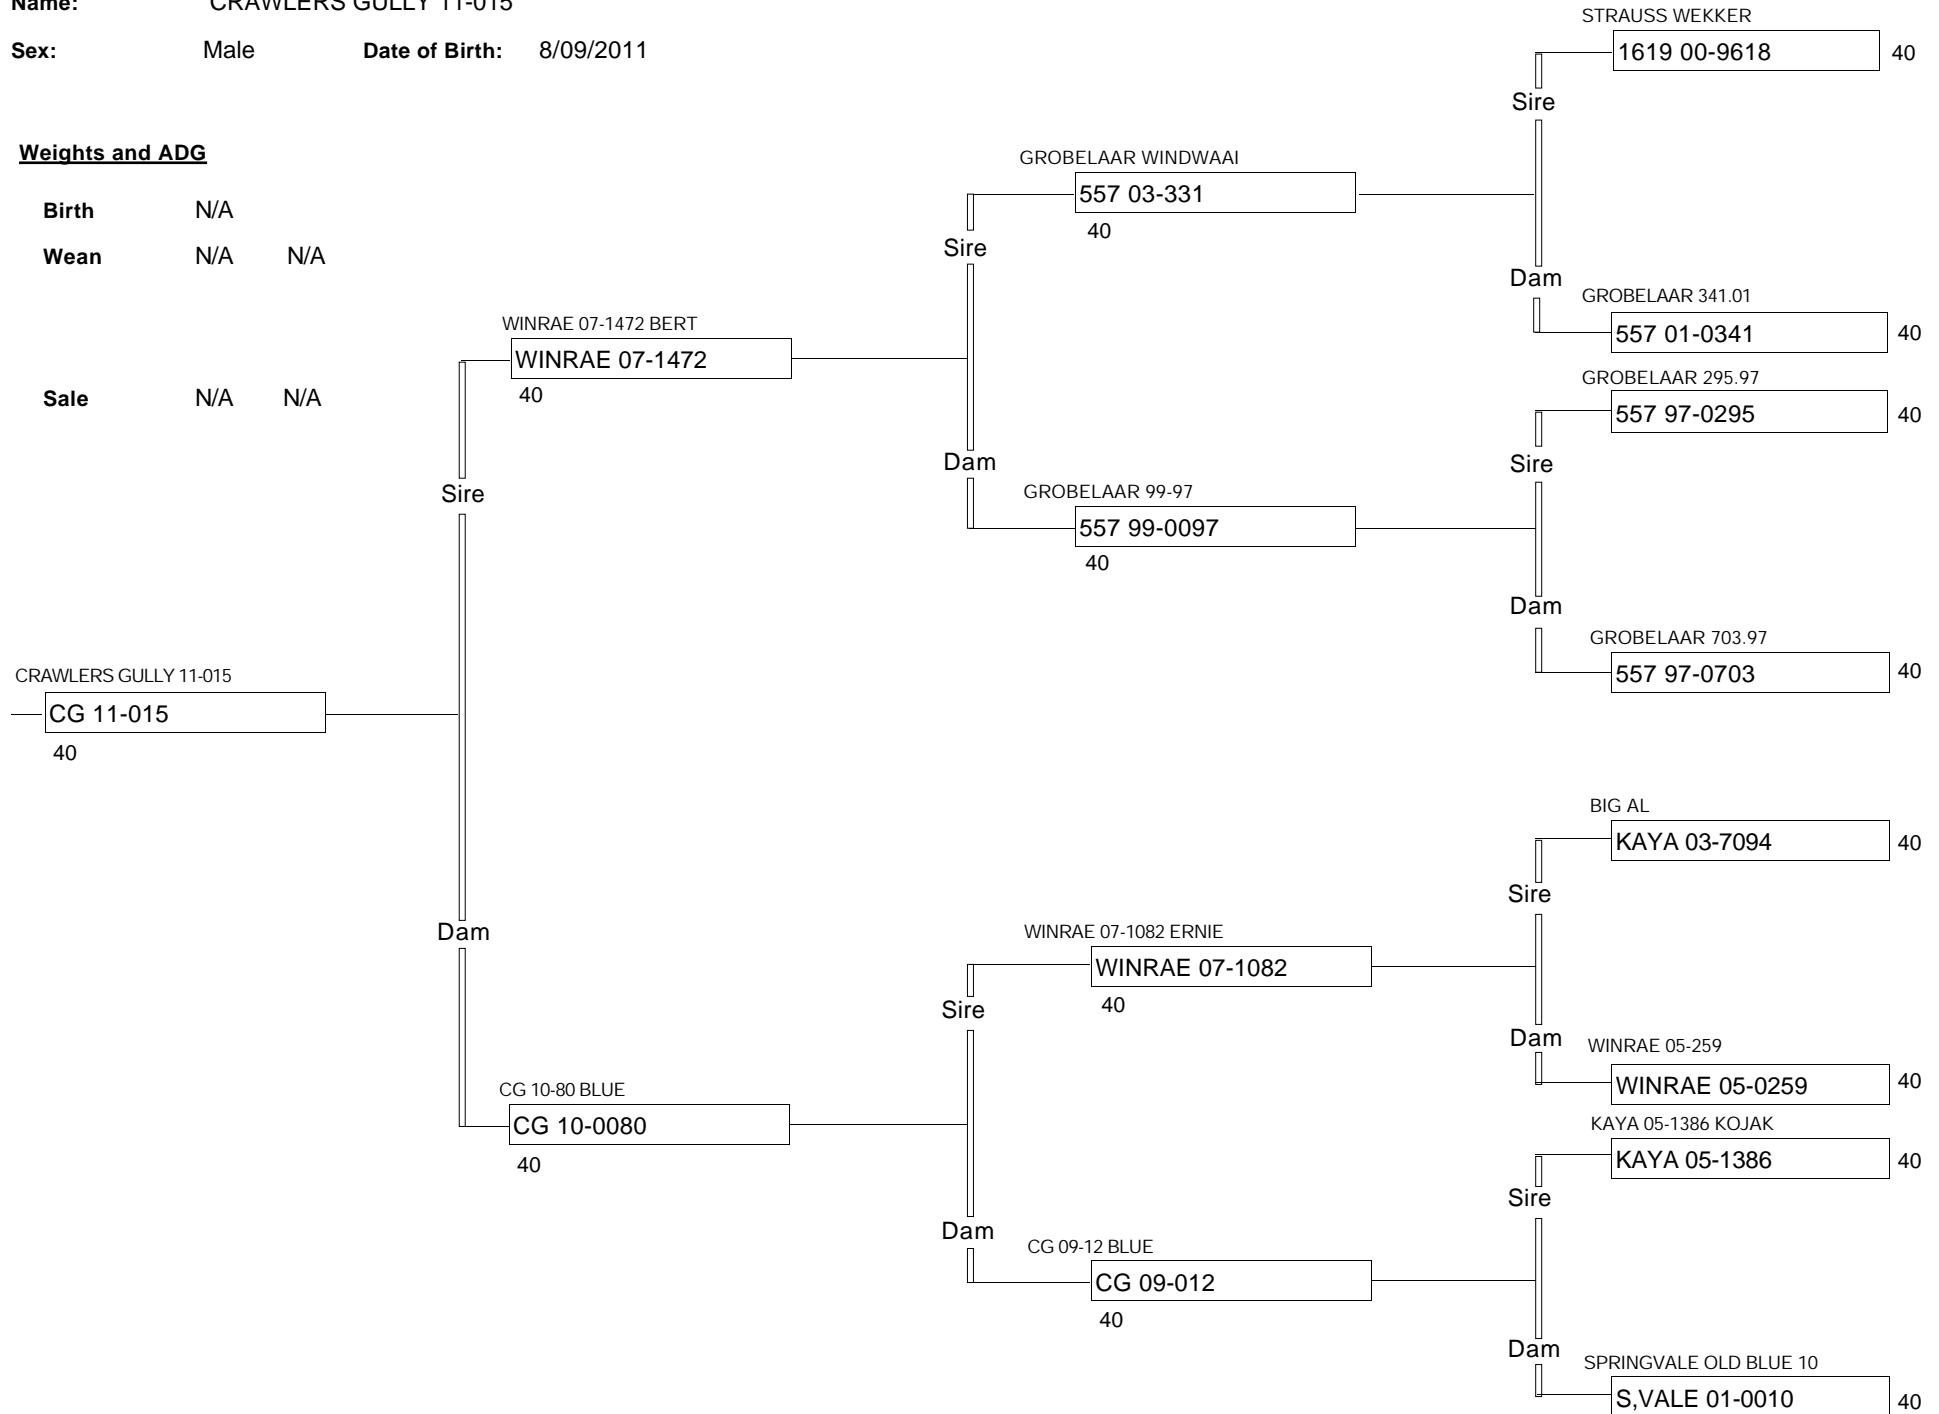 Name: CRAWLERS GULLY 11-015
STRAUSS WEKKER
Sex: Male Date of Birth: 8/09/2011
1619 00-9618 40
Sire
Weights and ADG
GROBELAAR WINDWAAI
557 03-331
Birth N/A
40
Sire
Wean N/A N/A
Dam
GROBELAAR 341.01
WINRAE 07-1472 BERT
557 01-0341 40
WINRAE 07-1472
GROBELAAR 295.97
40
Sale N/A N/A
557 97-0295 40
Dam
Sire
Sire
GROBELAAR 99-97
557 99-0097
40
Dam
GROBELAAR 703.97
CRAWLERS GULLY 11-015
557 97-0703 40
CG 11-015
40
BIG AL
KAYA 03-7094 40
Sire
Dam
WINRAE 07-1082 ERNIE
WINRAE 07-1082
40
Sire
Dam
WINRAE 05-259
CG 10-80 BLUE
WINRAE 05-0259 40
CG 10-0080
KAYA 05-1386 KOJAK
40
KAYA 05-1386 40
Sire
Dam
CG 09-12 BLUE
CG 09-012
40
Dam
SPRINGVALE OLD BLUE 10
S,VALE 01-0010 40